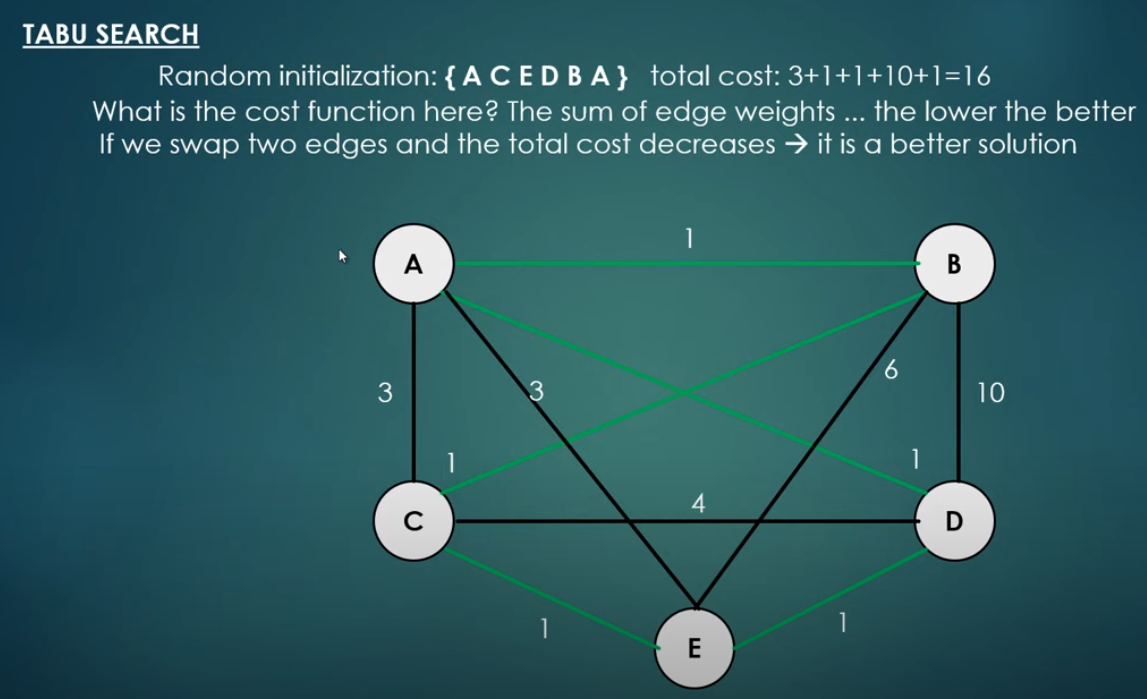 TABU SEARCH
Random initialization: { A C E D B A } total cost: 3+1+1+10+1=16
What is the cost function here? The sum of edge weights ... the lower the better
If we swap two edges and the total cost decreases → it is a better solution
1
A
B
3
3
6
10
1
1
4
C
D
1
1
E